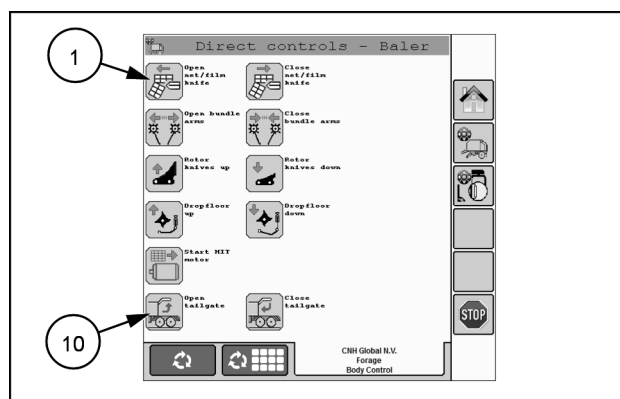 1
Direct controls - Baler
Open
net/film
knife
Close
net/film
knife
Open bundle
arms
Close
bundle arms
Rotor
knives up
Rotor
knives down
Dropfloor
up
Dropfloor
down
Start MIT
motor
10
Open
tailgate
Close
tailgate
STOP
CNH Global N.V.
Forage
Body Control